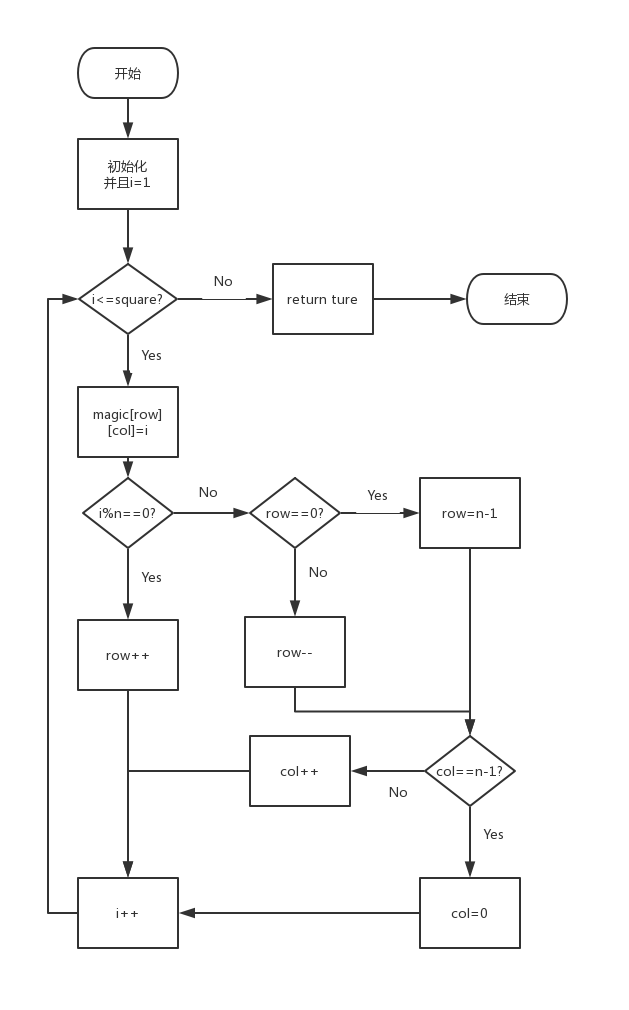 开始
初始化
并且i=1
i<=square?
No
return ture
结束
Yes
magic[row]
[col]=i
i%n==0?
No
row==0?
Yes
row=n-1
Yes
No
row++
row--
col++
No
col==n-1?
Yes
i++
col=0